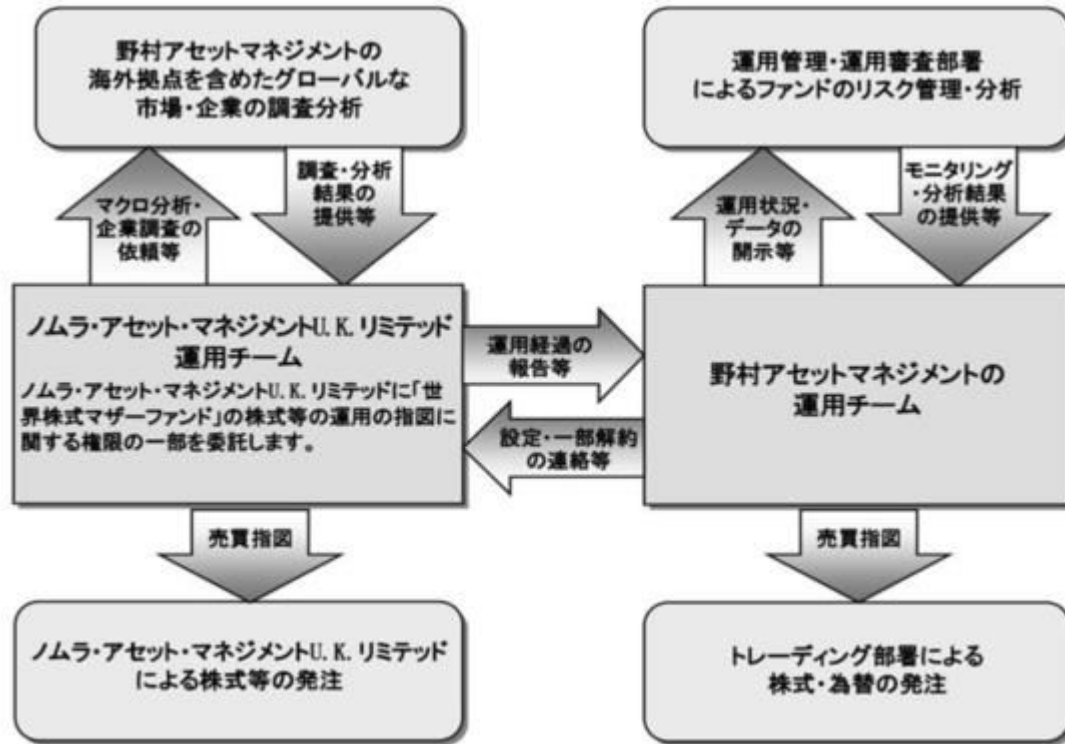 野村アセットマネジメントの
海外拠点を含めたグローバルな
市場・企業の調査分析
運用管理・運用審査部署
によるファンドのリスク管理・分析
マクロ分析・
企業調査の
依頼等
調査・分析
結果の
提供等
運用状況・
データの
開示等
モニタリング
・分析結果
の提供等
ノムラ・アセット・マネジメントU.K.リミテッド
運用チーム
ノムラ・アセット・マネジメントU.K.リミテッドに「世
界株式マザーファンド」の株式等の運用の指図に
関する権限の一部を委託します。
運用経過の
報告等
設定・一部解約
の連絡等
野村アセットマネジメントの
運用チーム
売買指図
売買指図
ノムラ・アセット・マネジメントU.K.リミテッド
による株式等の発注
トレーディング部署による
株式・為替の発注